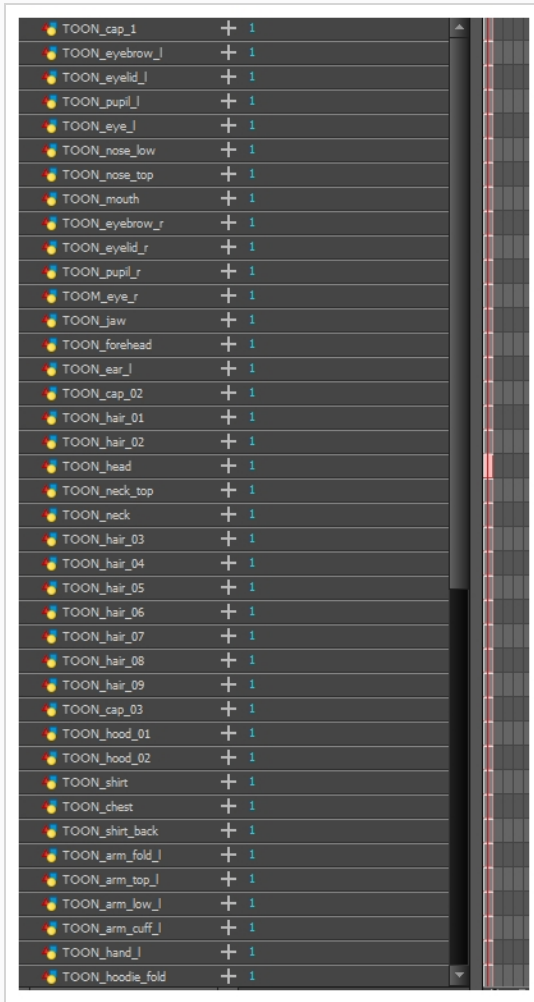 TOON_cap_1 1
TOON_eyebrow_l 1
TOON_eyelid_l 1
TOON_pupil_l 1
TOON_eye_l 1
TOON_nose_low 1
TOON_nose_top 1
TOON_mouth 1
TOON_eyebrow_r 1
TOON_eyelid_r 1
TOON_pupil_r 1
TOOM_eye_r 1
TOON_jaw 1
TOON_forehead 1
TOON_ear_l 1
TOON_cap_02 1
TOON_hair_01 1
TOON_hair_02 1
TOON_head 1
TOON_neck_top 1
TOON_neck 1
TOON_hair_03 1
TOON_hair_04 1
TOON_hair_05 1
TOON_hair_06 1
TOON_hair_07 1
TOON_hair_08 1
TOON_hair_09 1
TOON_cap_03 1
TOON_hood_01 1
TOON_hood_02 1
TOON_shirt 1
TOON_chest 1
TOON_shirt_back 1
TOON_arm_fold_l 1
TOON_arm_top_l 1
TOON_arm_low_l 1
TOON_arm_cuff_l 1
TOON_hand_l 1
TOON_hoodie_fold 1